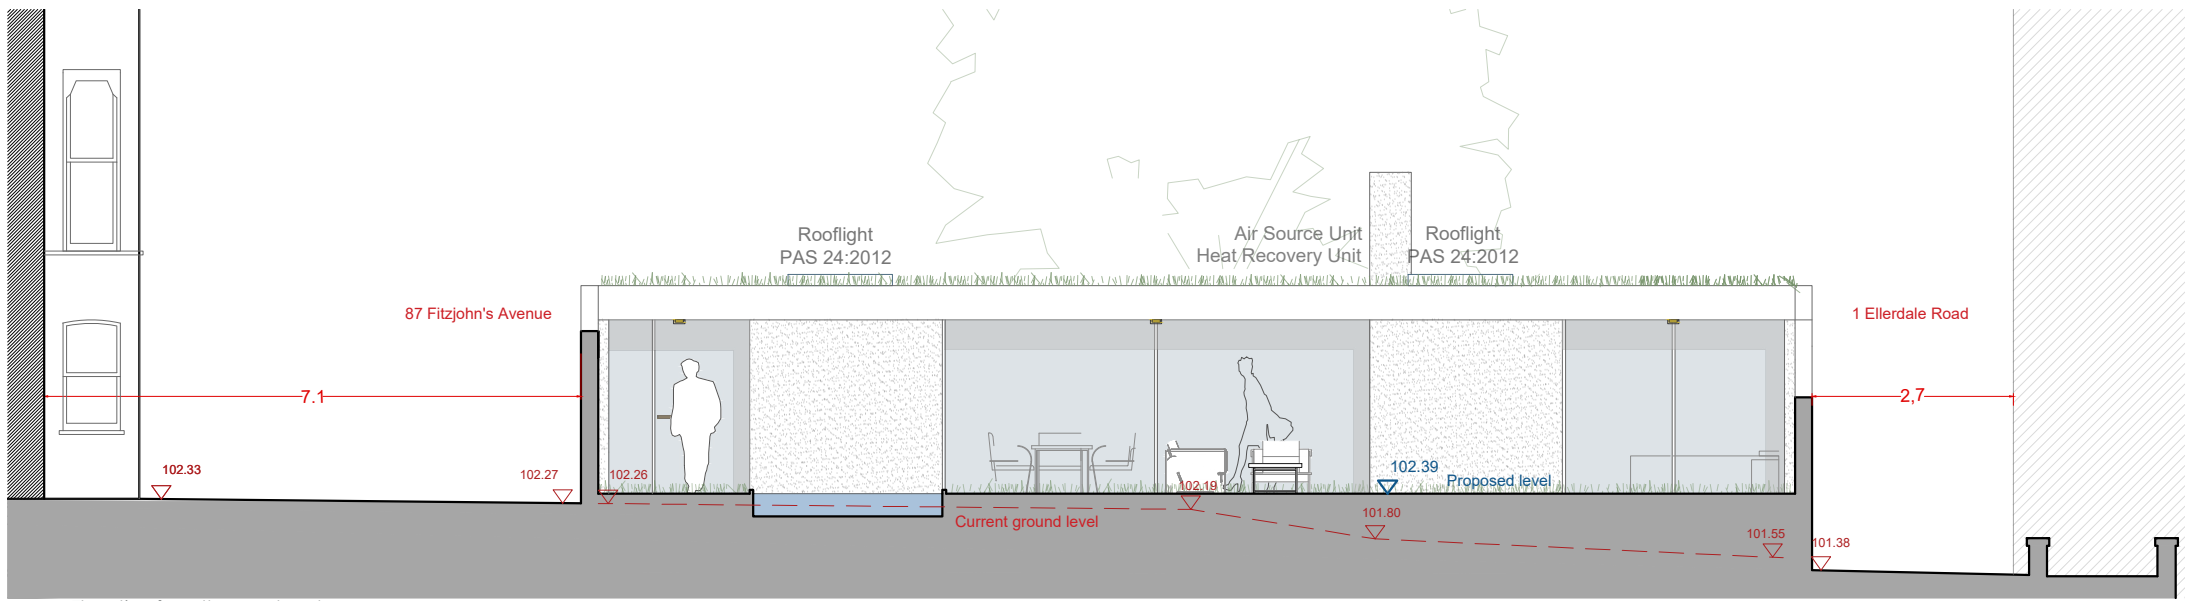 Rooflight
PAS 24:2012
Air Source Unit
Heat Recovery Unit
Rooflight
PAS 24:2012
87 Fitzjohn's Avenue
1 Ellerdale Road
7.1
2,7
102.33
102.27
102.26
102.19
102.39
Proposed level
Current ground level
101.80
101.55
101.38